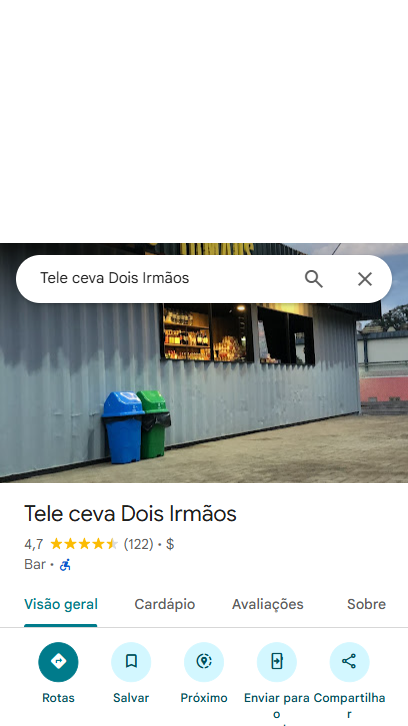 Tele ceva Dois Irmãos
Tele ceva Dois Irmãos
4,7 (122) • $
Bar •
Visão geral Cardápio Avaliações Sobre
Rotas Salvar Próximo Enviar para o Compartilhar